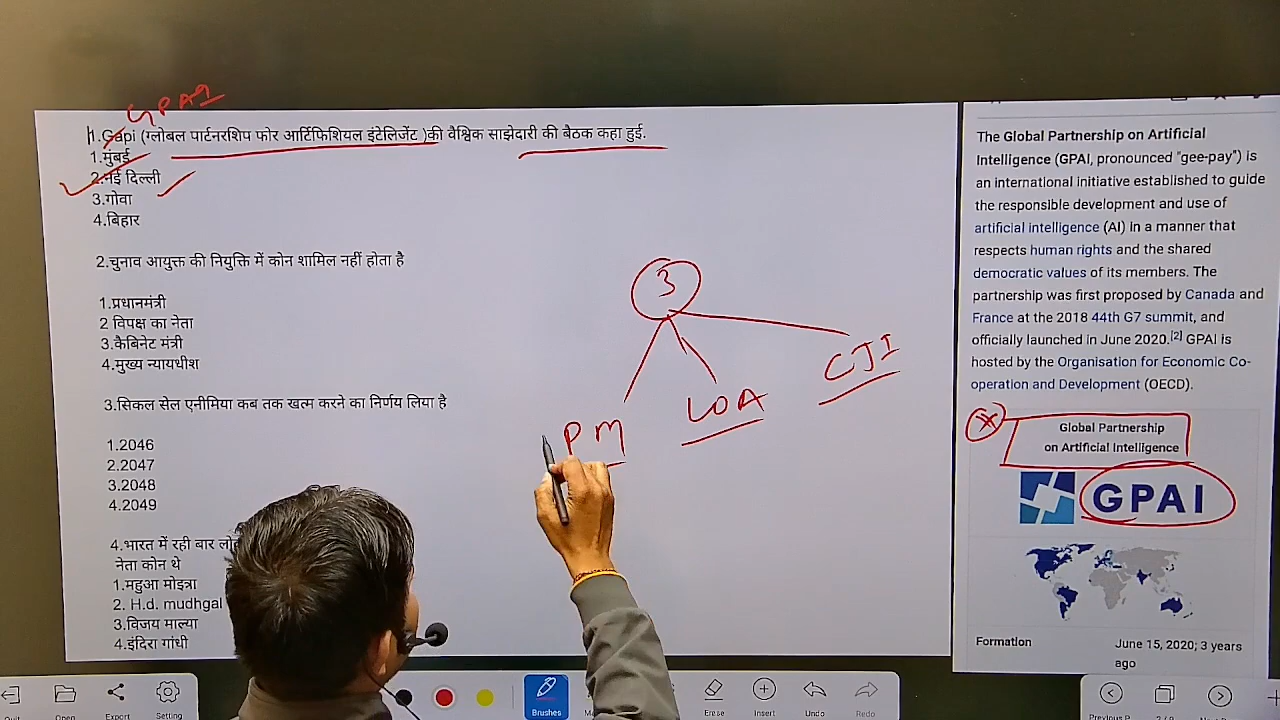 GPAI
1.Gapi (ग्लोबल पार्टनरशिप फोर आर्टिफिशियल इंटेलिजेंट )की वैश्विक साझेदारी की बैठक कहा हुई.
1.मुंबई
2.नई दिल्ली
3.गोवा
4.बिहार
2.चुनाव आयुक्त की नियुक्ति में कोन शामिल नहीं होता है
1.प्रधानमंत्री
2 विपक्ष का नेता
3.कैबिनेट मंत्री
4.मुख्य न्यायधीश
3.सिकल सेल एनीमिया कब तक खत्म करने का निर्णय लिया है
1.2046
2.2047
3.2048
4.2049
4.भारत में रही बार
नेता कोन थे
1.महुआ मोइत्रा
2. H.d. mudhgal
3.विजय माल्या
4.इंदिरा गांधी
3
PM
LOA
CJI
The Global Partnership on Artificial
Intelligence (GPAI, pronounced "gee-pay") is
an international initiative established to guide
the responsible development and use of
artificial intelligence (AI) in a manner that
respects human rights and the shared
democratic values of its members. The
partnership was first proposed by Canada and
France at the 2018 44th G7 summit, and
officially launched in June 2020.[2] GPAI is
hosted by the Organisation for Economic Co-
operation and Development (OECD).
Global Partnership
on Artificial Intelligence
GPAI
Formation
June 15, 2020; 3 years
ago
Open
Export
Setting
Brushes
Erase
Insert
Undo
Redo
Previous P